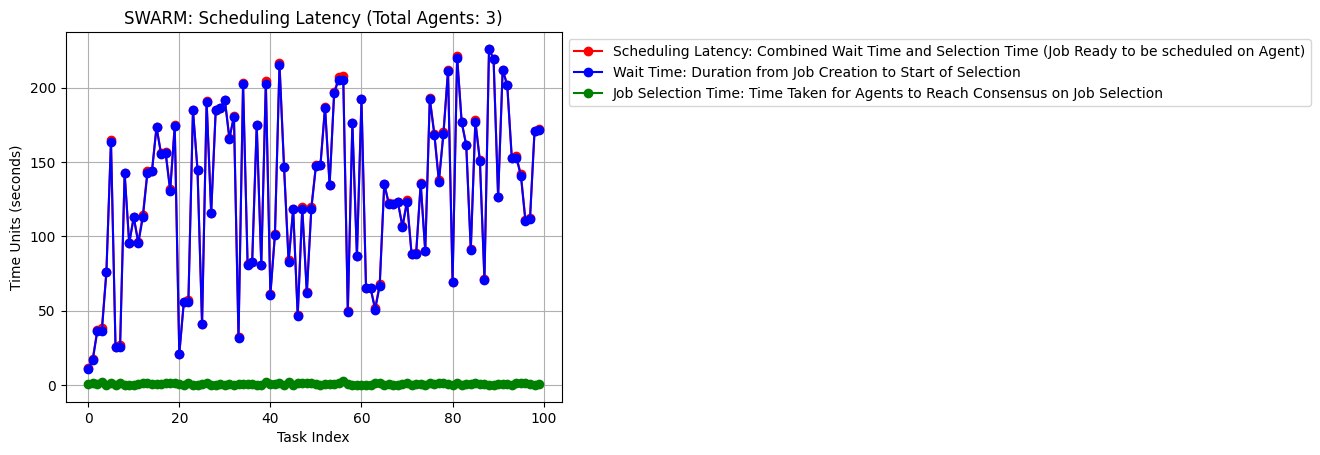 SWARM: Scheduling Latency (Total Agents: 3)
Scheduling Latency: Combined Wait Time and Selection Time (Job Ready to be scheduled on Agent)
Wait Time: Duration from Job Creation to Start of Selection
Job Selection Time: Time Taken for Agents to Reach Consensus on Job Selection
Time Units (seconds)
200
150
100
50
0
0 20 40 60 80 100
Task Index